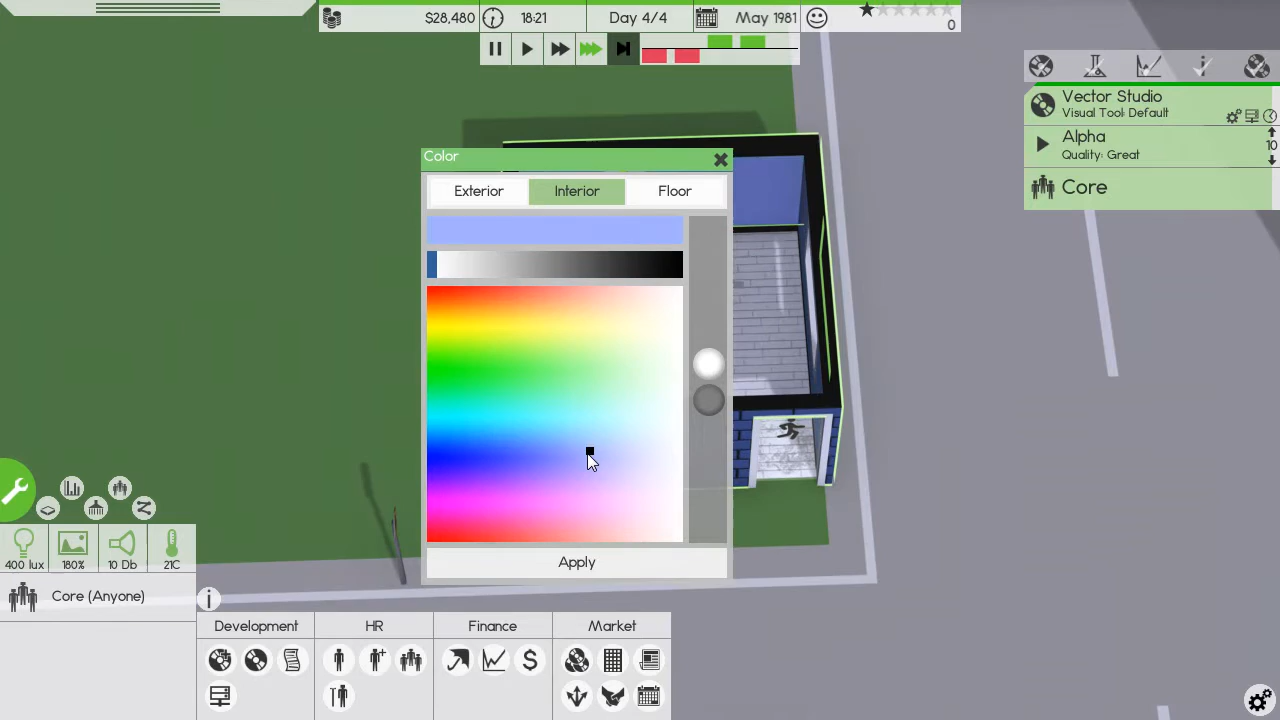 $28,480
18:21
Day 4/4
May 1981
0
Vector Studio
Visual Tool: Default
Alpha
Quality: Great
10
Core
Color
Exterior
Interior
Floor
Apply
400 lux
180%
10 Db
21C
Core (Anyone)
i
Development
HR
Finance
Market
$